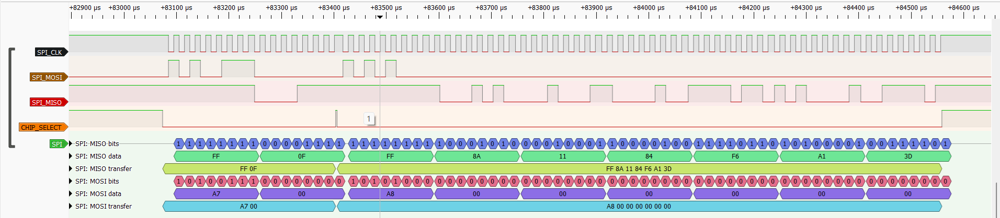 +82900 µs +83000 µs +83100 µs +83200 µs +83300 µs +83400 µs +83500 µs +83600 µs +83700 µs +83800 µs +83900 µs +84000 µs +84100 µs +84200 µs +84300 µs +84400 µs +84500 µs +84600 µs
SPI_CLK
SPI_MOSI
SPI_MISO
1
CHIP_SELECT
SPI SPI: MISO bits 1 1 1 1 1 1 1 1 0 0 0 0 1 1 1 1 1 1 1 1 1 1 1 1 1 0 0 0 1 0 1 0 0 0 0 1 0 0 0 1 1 0 0 0 0 1 0 0 1 1 1 1 0 1 1 0 1 0 1 0 0 0 0 1 0 0 1 1 1 1 0 1
SPI: MISO data FF 0F FF 8A 11 84 F6 A1 3D
SPI: MISO transfer FF 0F FF 8A 11 84 F6 A1 3D
SPI: MOSI bits 1 0 1 0 0 1 1 1 0 0 0 0 0 0 0 0 1 0 1 0 1 0 0 0 0 0 0 0 0 0 0 0 0 0 0 0 0 0 0 0 0 0 0 0 0 0 0 0 0 0 0 0 0 0 0 0 0 0 0 0 0 0 0 0 0 0 0 0 0 0 0 0
SPI: MOSI data A7 00 A8 00 00 00 00 00 00
SPI: MOSI transfer A7 00 A8 00 00 00 00 00 00